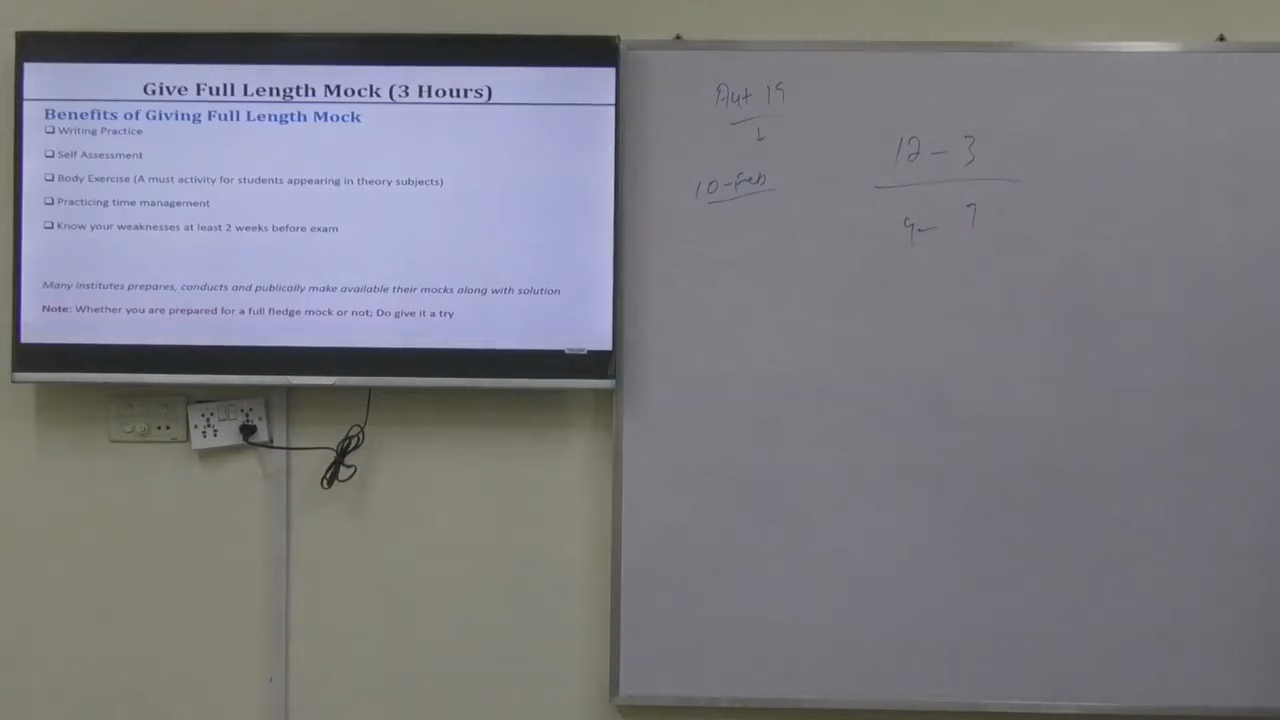 Give Full Length Mock (3 Hours)
Benefits of Giving Full Length Mock
❑ Writing Practice
❑ Self Assessment
❑ Body Exercise (A must activity for students appearing in theory subjects)
❑ Practicing time management
❑ Know your weaknesses at least 2 weeks before exam
Many institutes prepares, conducts and publically make available their mocks along with solution
Note: Whether you are prepared for a full fledge mock or not; Do give it a try
Aut 19
↓
10-Feb
12 - 3
9 - 7